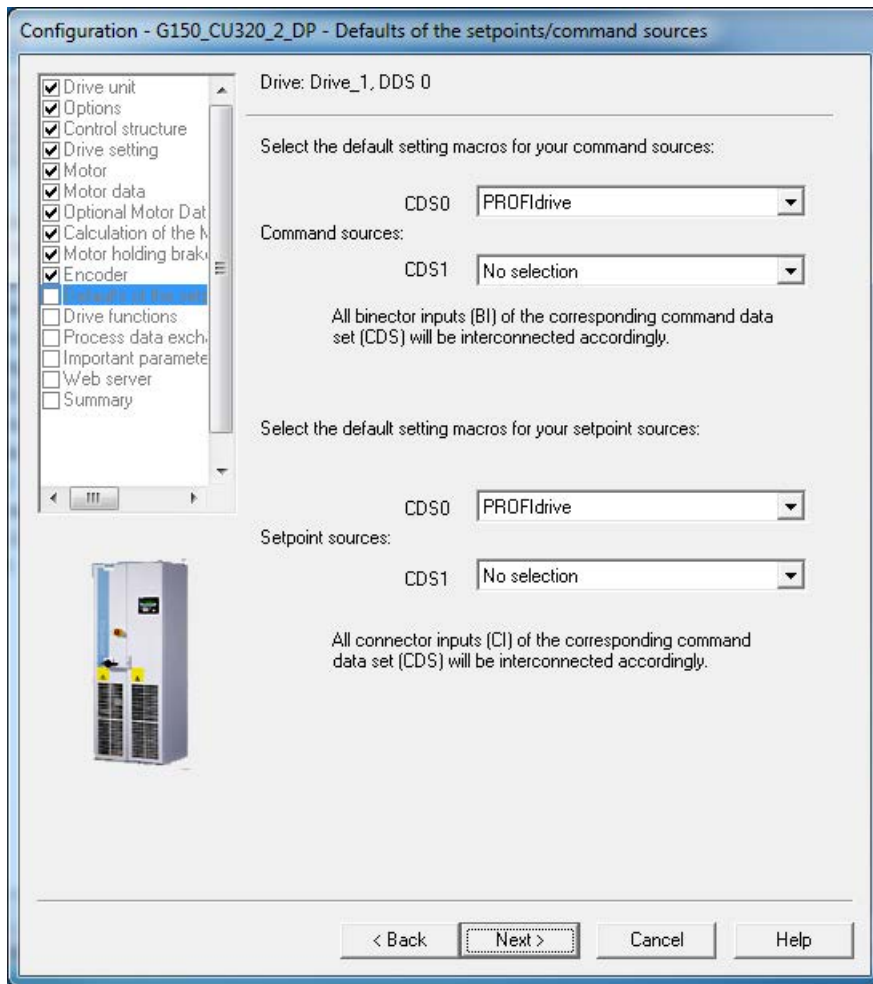 Configuration - G150_CU320_2_DP - Defaults of the setpoints/command sources
Drive unit
Options
Control structure
Drive setting
Motor
Motor data
Optional Motor Dat
Calculation of the M
Motor holding brak
Encoder
Defaults of the set
Drive functions
Process data exch
Important paramete
Web server
Summary
Drive: Drive_1, DDS 0
Select the default setting macros for your command sources:
CDS0 PROFIdrive
Command sources:
CDS1 No selection
All binector inputs (BI) of the corresponding command data
set (CDS) will be interconnected accordingly.
Select the default setting macros for your setpoint sources:
CDS0 PROFIdrive
Setpoint sources:
CDS1 No selection
All connector inputs (CI) of the corresponding command
data set (CDS) will be interconnected accordingly.
< Back
Next >
Cancel
Help